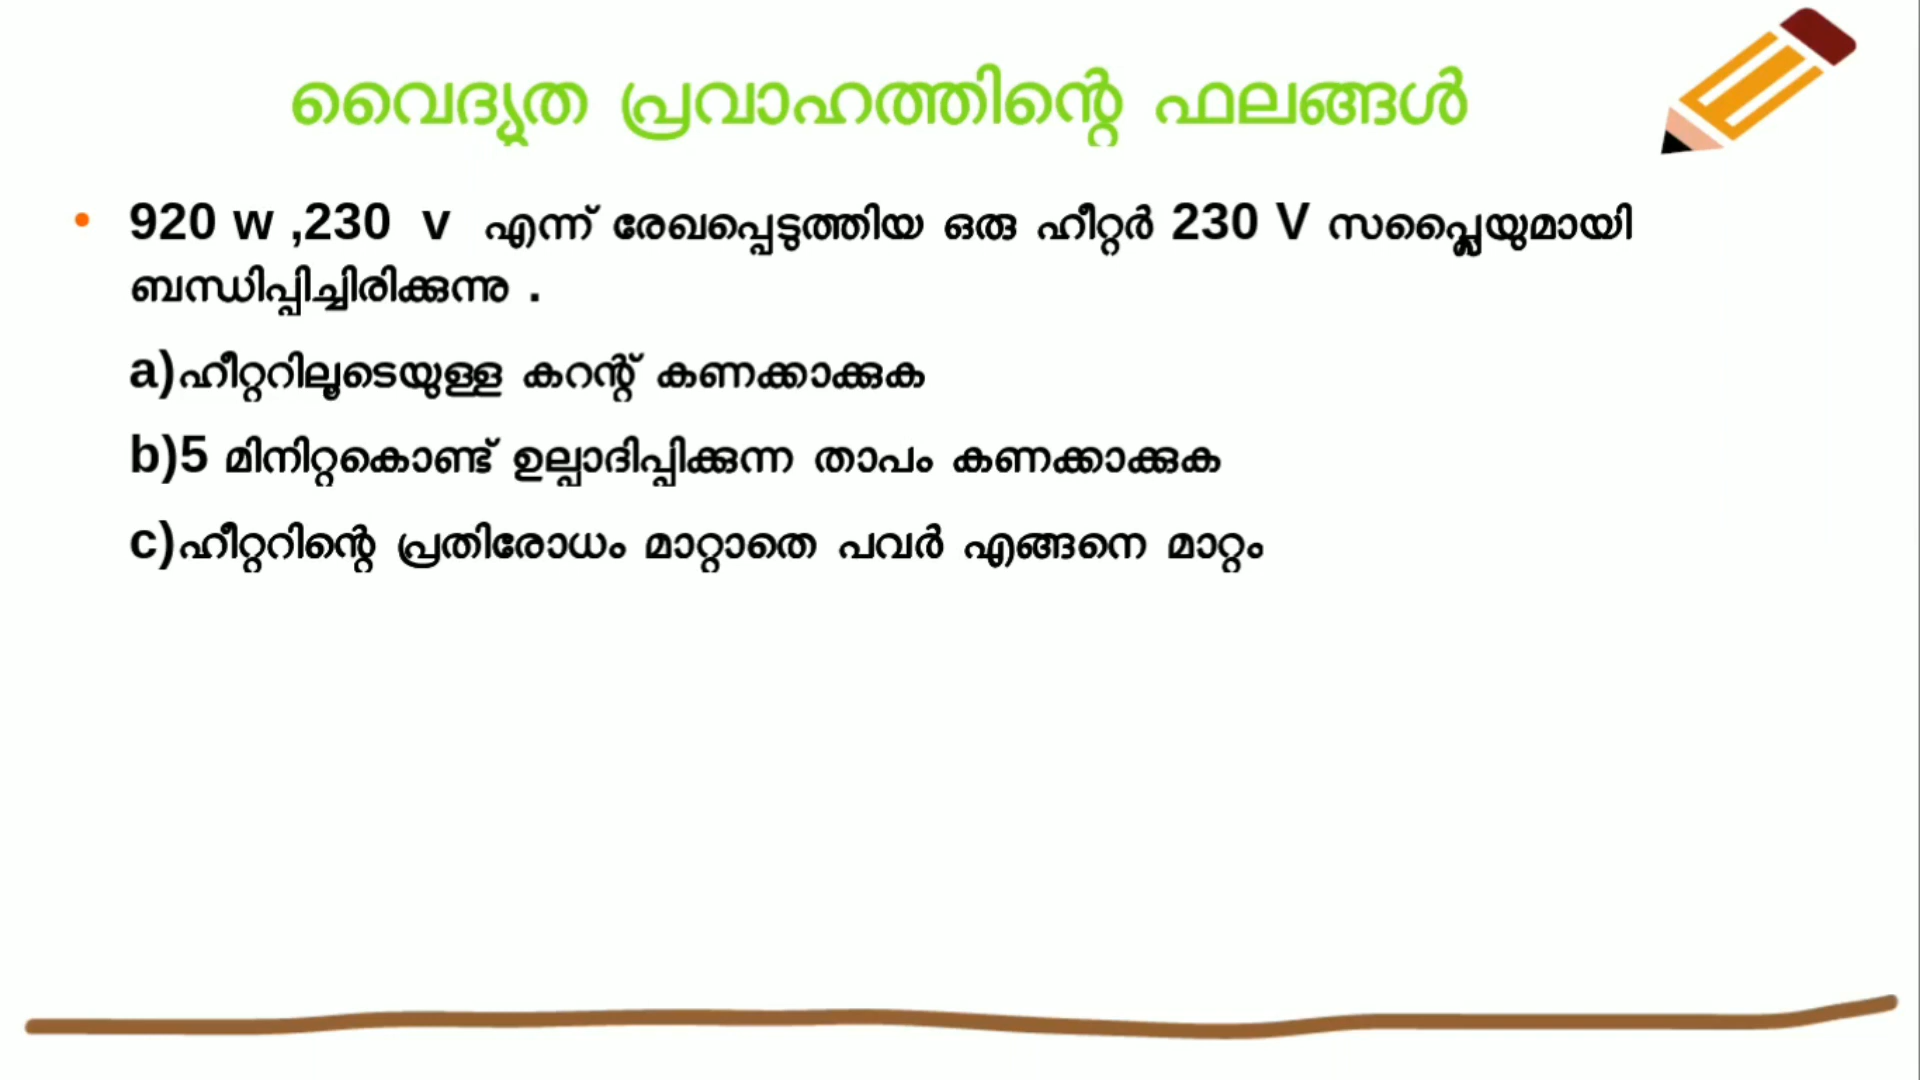 വൈദ്യുത പ്രവാഹത്തിന്റെ ഫലങ്ങൾ
• 920 w ,230 v എന്ന് രേഖപ്പെടുത്തിയ ഒരു ഹീറ്റർ 230 V സപ്ലൈയുമായി
ബന്ധിപ്പിച്ചിരിക്കുന്നു .
a)ഹീറ്ററിലൂടെയുള്ള കറന്റ് കണക്കാക്കുക
b)5 മിനിറ്റകൊണ്ട് ഉല്പാദിപ്പിക്കുന്ന താപം കണക്കാക്കുക
c)ഹീറ്ററിന്റെ പ്രതിരോധം മാറ്റാതെ പവർ എങ്ങനെ മാറ്റം